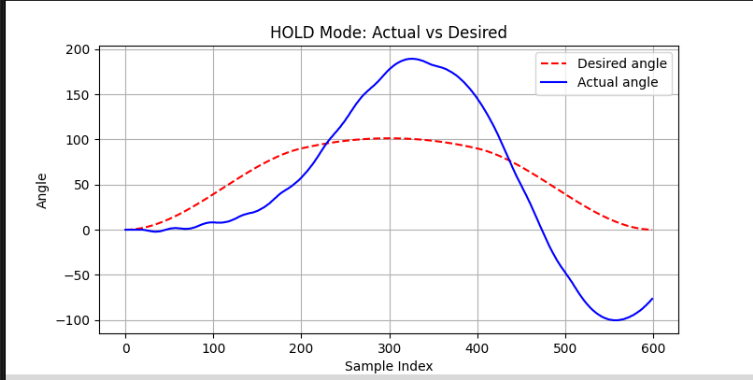 HOLD Mode: Actual vs Desired
Desired angle
Actual angle
200
150
100
50
0
−50
−100
Angle
0 100 200 300 400 500 600
Sample Index